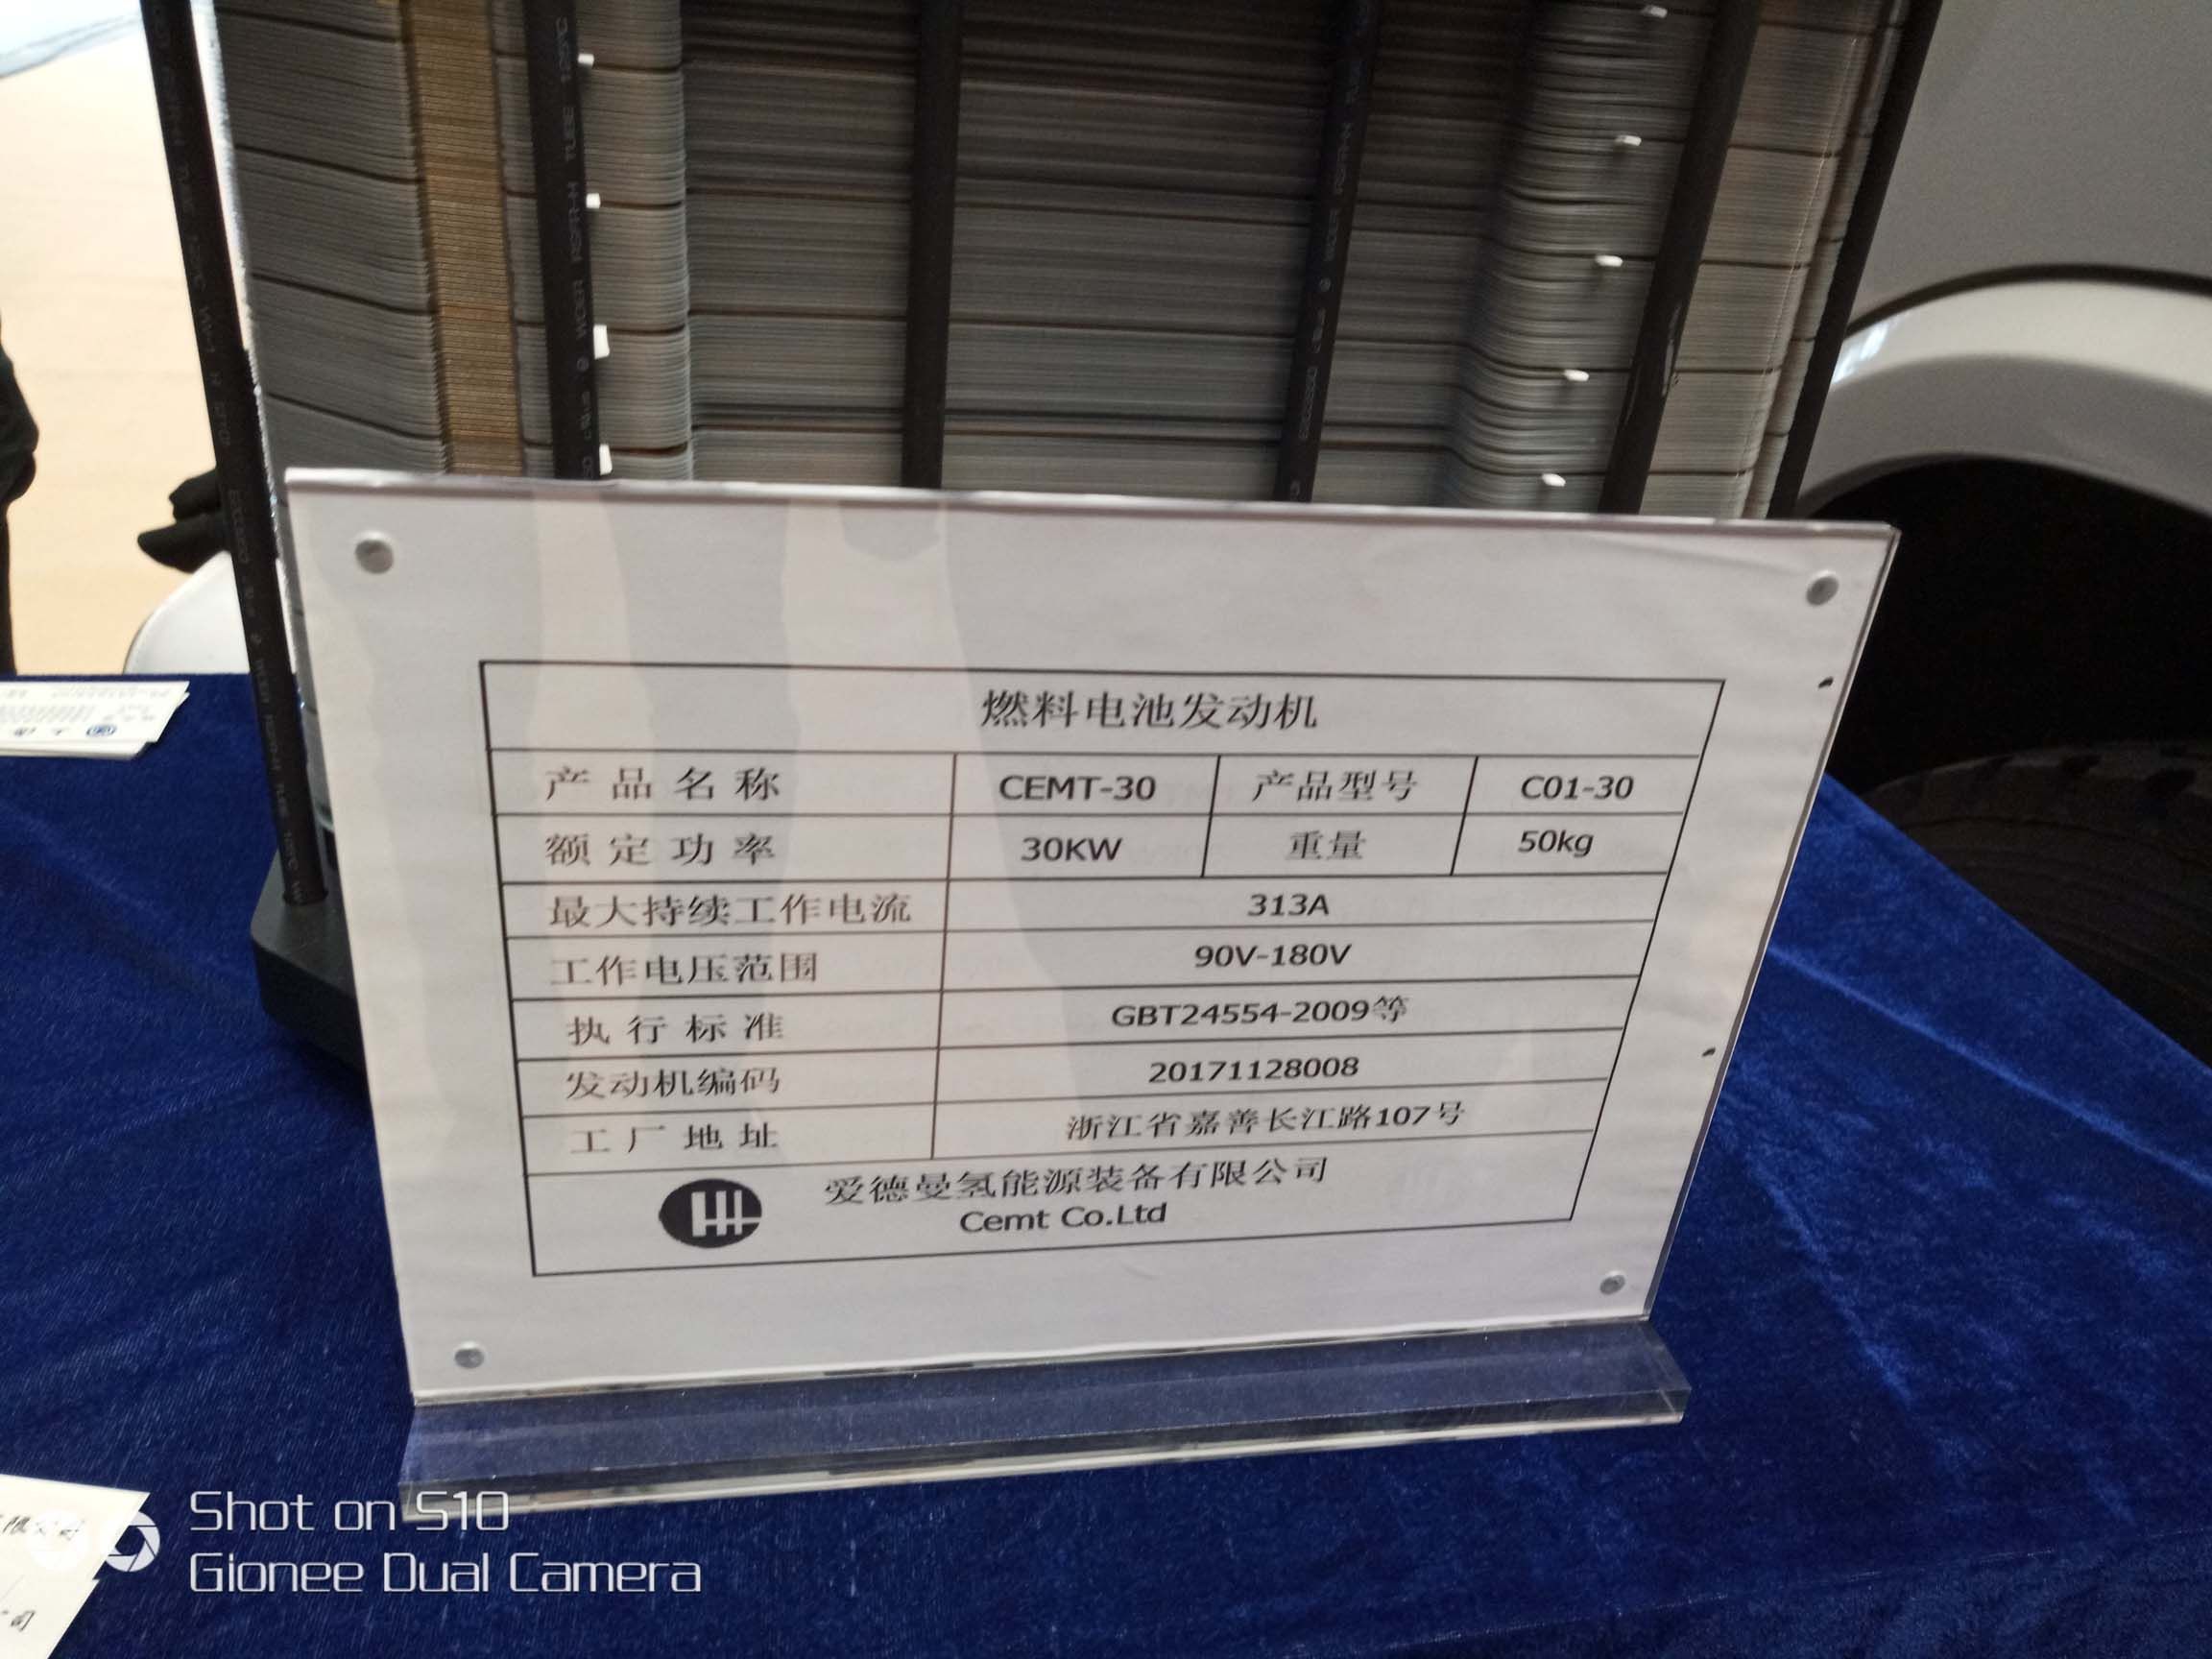 燃料电池发动机
产品名称 CEMT-30 产品型号 C01-30
额定功率 30KW 重量 50kg
最大持续工作电流 313A
工作电压范围 90V-180V
执行标准 GBT24554-2009等
发动机编码 20171128008
工厂地址 浙江省嘉善长江路107号
爱德曼氢能源装备有限公司
Cemt Co.Ltd
Shot on S10
Gionee Dual Camera